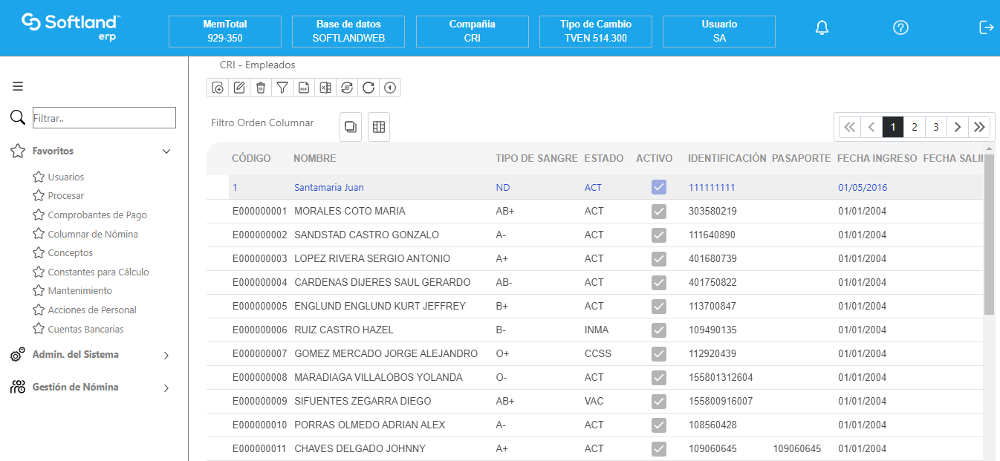 Softland
erp
MemTotal
929-350
Base de datos
SOFTLANDWEB
Compañia
CRI
Tipo de Cambio
TVEN 514.300
Usuario
SA
Filtrar..
Favoritos
Usuarios
Procesar
Comprobantes de Pago
Columnar de Nómina
Conceptos
Constantes para Cálculo
Mantenimiento
Acciones de Personal
Cuentas Bancarias
Admin. del Sistema
Gestión de Nómina
CRI - Empleados
Filtro Orden Columnar
1 2 3
CÓDIGO NOMBRE TIPO DE SANGRE ESTADO ACTIVO IDENTIFICACIÓN PASAPORTE FECHA INGRESO FECHA SALI
1 Santamaria Juan ND ACT 111111111 01/05/2016
E000000001 MORALES COTO MARIA AB+ ACT 303580219 01/01/2004
E000000002 SANDSTAD CASTRO GONZALO A- ACT 111640890 01/01/2004
E000000003 LOPEZ RIVERA SERGIO ANTONIO A+ ACT 401680739 01/01/2004
E000000004 CARDENAS DIJERES SAUL GERARDO AB- ACT 401750822 01/01/2004
E000000005 ENGLUND ENGLUND KURT JEFFREY B+ ACT 113700847 01/01/2004
E000000006 RUIZ CASTRO HAZEL B- INMA 109490135 01/01/2004
E000000007 GOMEZ MERCADO JORGE ALEJANDRO O+ CCSS 112920439 01/01/2004
E000000008 MARADIAGA VILLALOBOS YOLANDA O- ACT 155801312604 01/01/2004
E000000009 SIFUENTES ZEGARRA DIEGO AB+ VAC 155800916007 01/01/2004
E000000010 PORRAS OLMEDO ADRIAN ALEX A- ACT 108560428 01/01/2004
E000000011 CHAVES DELGADO JOHNNY A+ ACT 109060645 109060645 01/01/2004